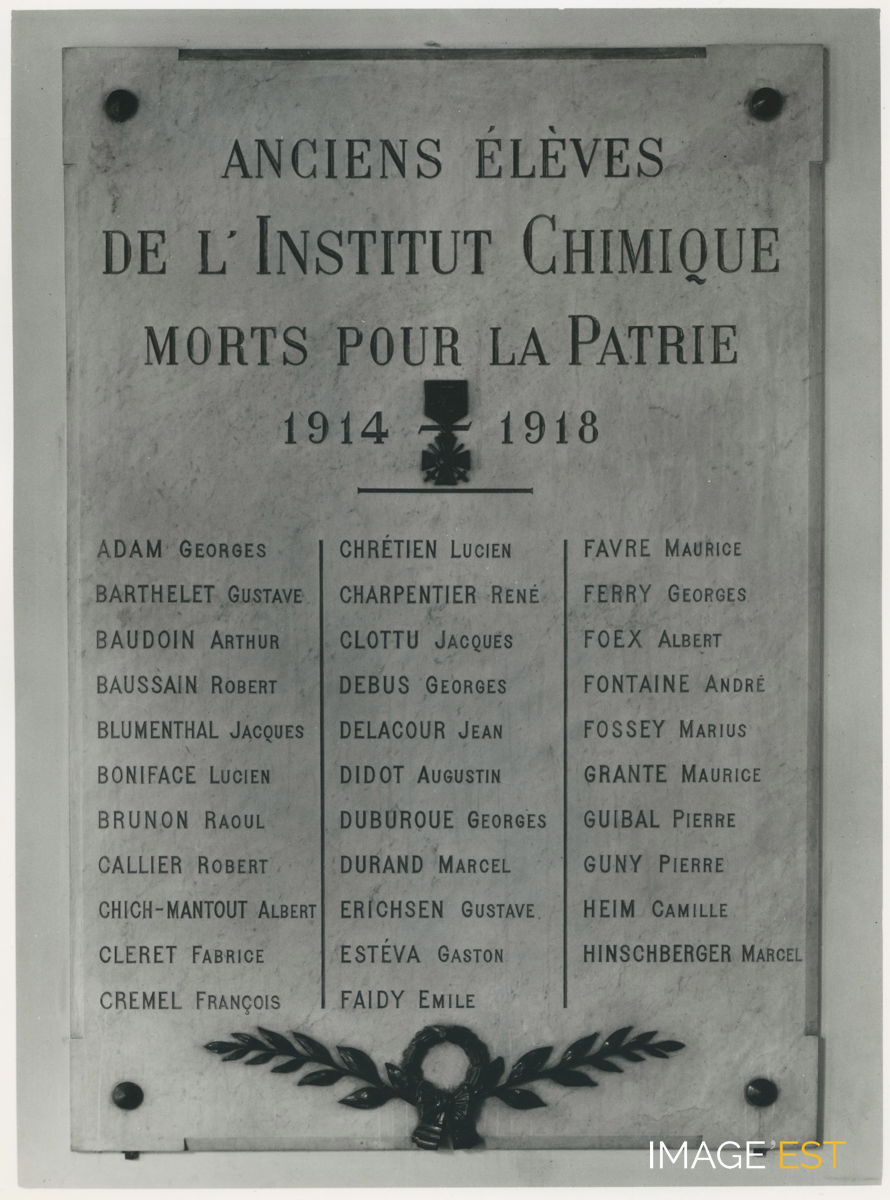 ANCIENS ÉLÈVES
DE L'INSTITUT CHIMIQUE
MORTS POUR LA PATRIE
1914 1918
ADAM GEORGES
BARTHELET GUSTAVE
BAUDOIN ARTHUR
BAUSSAIN ROBERT
BLUMENTHAL JACQUES
BONIFACE LUCIEN
BRUNON RAOUL
CALLIER ROBERT
CHICH-MANTOUT ALBERT
CLERET FABRICE
CREMEL FRANÇOIS
CHRÉTIEN LUCIEN
CHARPENTIER RENÉ
CLOTTU JACQUES
DEBUS GEORGES
DELACOUR JEAN
DIDOT AUGUSTIN
DUBUROUE GEORGES
DURAND MARCEL
ERICHSEN GUSTAVE
ESTÉVA GASTON
FAIDY EMILE
FAVRE MAURICE
FERRY GEORGES
FOEX ALBERT
FONTAINE ANDRÉ
FOSSEY MARIUS
GRANTE MAURICE
GUIBAL PIERRE
GUNY PIERRE
HEIM CAMILLE
HINSCHBERGER MARCEL
IMAGE'EST